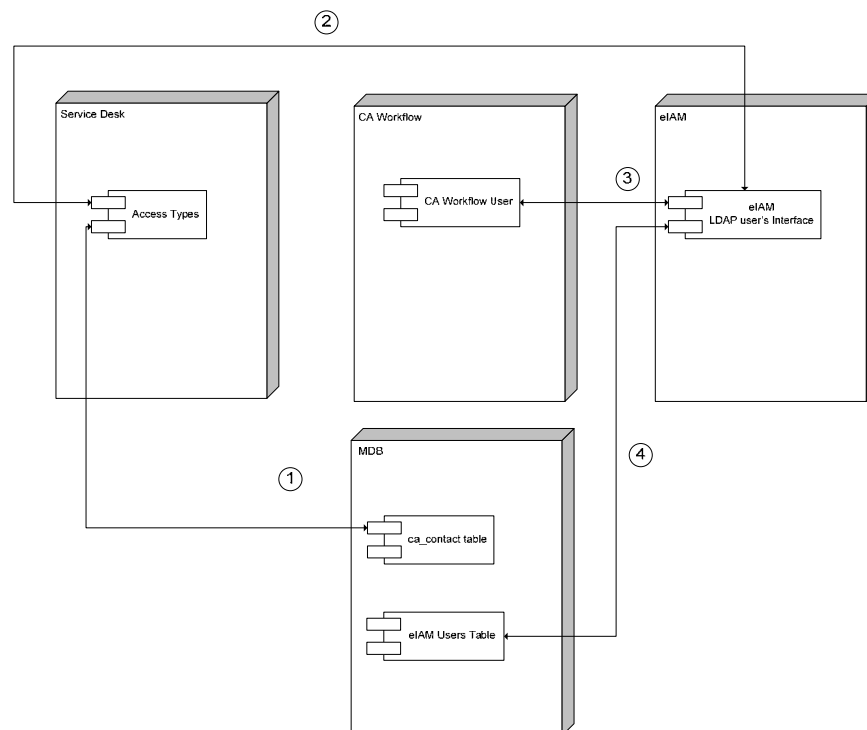 2
Service Desk
CA Workflow
eIAM
Access Types
CA Workflow User
3
eIAM
LDAP user's Interface
1
MDB
4
ca_contact table
eIAM Users Table